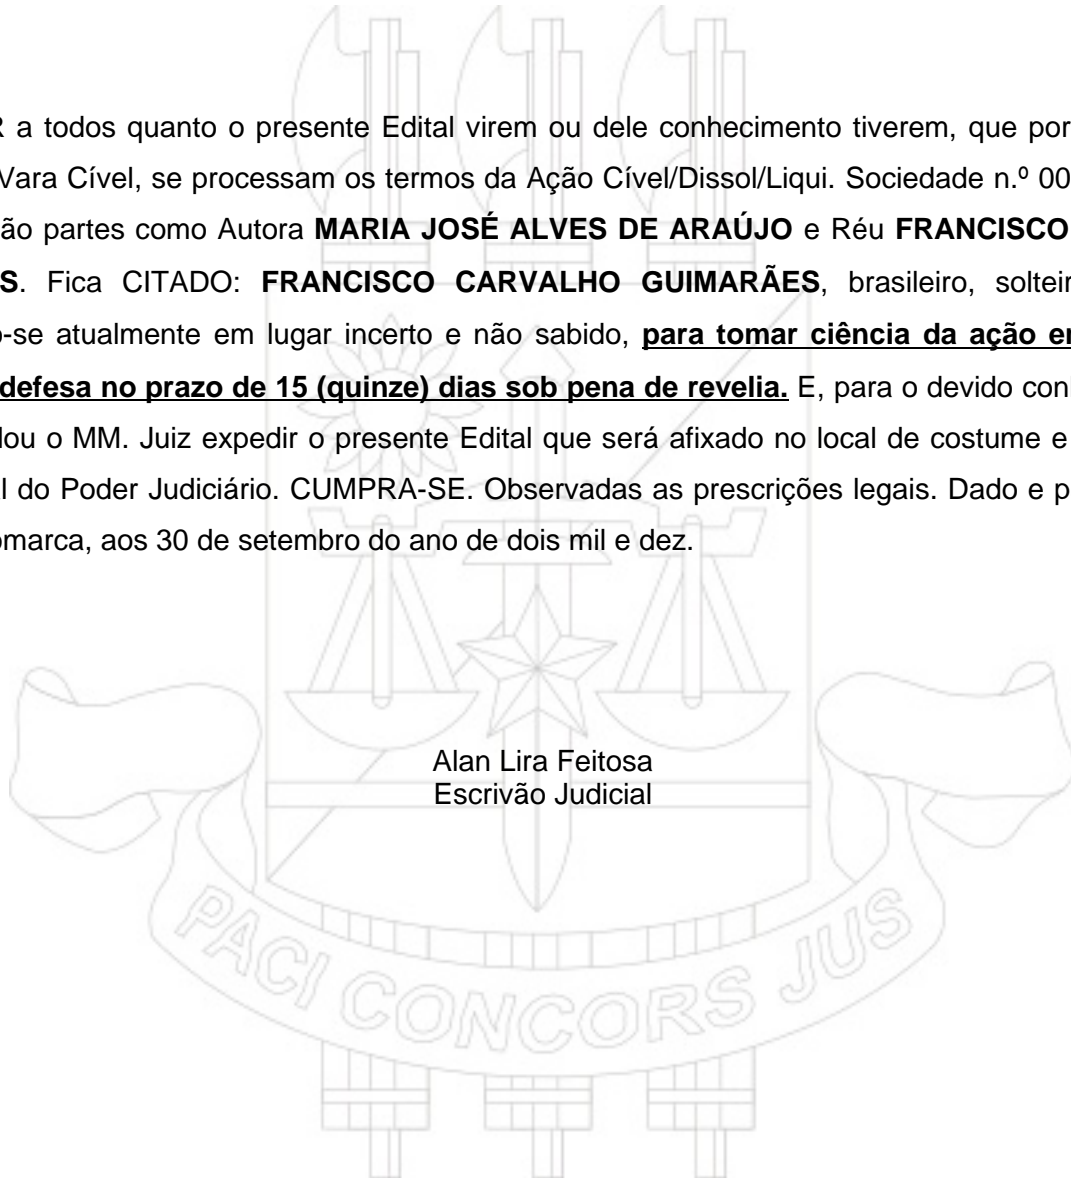 R a todos quanto o presente Edital virem ou dele conhecimento tiverem, que por
Vara Cível, se processam os termos da Ação Cível/Dissol/Liqui. Sociedade n.º 00
ão partes como Autora MARIA JOSÉ ALVES DE ARAÚJO e Réu FRANCISCO
S. Fica CITADO: FRANCISCO CARVALHO GUIMARÃES, brasileiro, solteir
o-se atualmente em lugar incerto e não sabido, para tomar ciência da ação e
defesa no prazo de 15 (quinze) dias sob pena de revelia. E, para o devido con
dou o MM. Juiz expedir o presente Edital que será afixado no local de costume e
l do Poder Judiciário. CUMPRA-SE. Observadas as prescrições legais. Dado e p
omarca, aos 30 de setembro do ano de dois mil e dez.
Alan Lira Feitosa
Escrivão Judicial
PACI CONCORS JUS